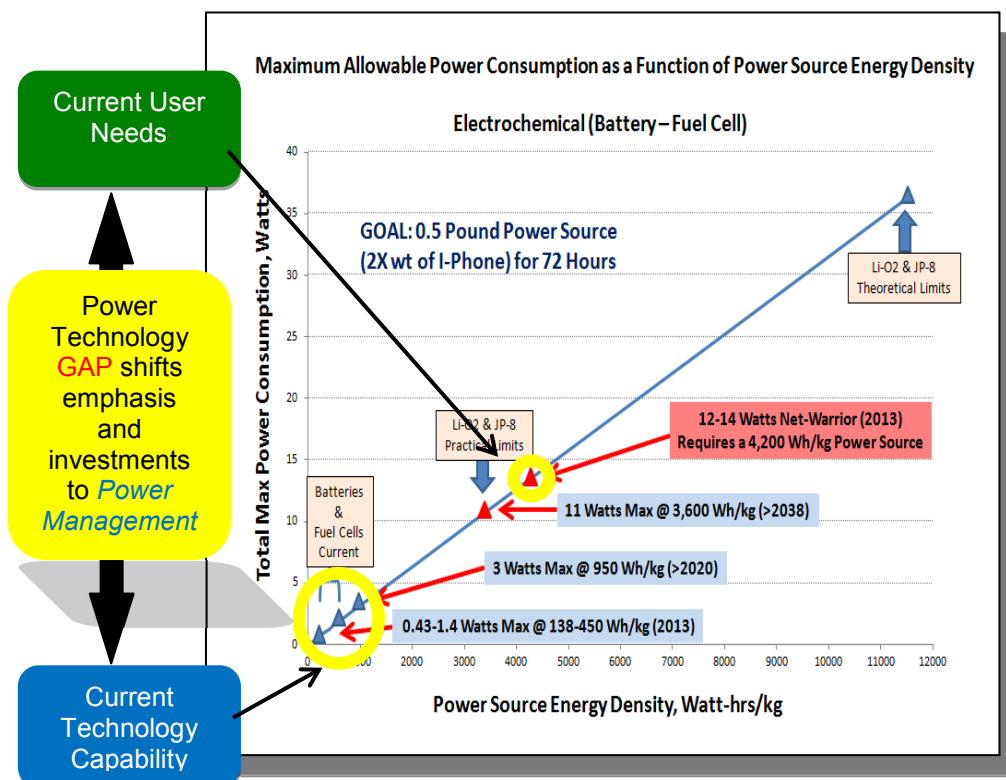 Current User
Needs
Power
Technology
GAP shifts
emphasis
and
investments
to Power
Management
Current
Technology
Capability
Maximum Allowable Power Consumption as a Function of Power Source Energy Density
Electrochemical (Battery – Fuel Cell)
Total Max Power Consumption, Watts
40
35
30
25
20
15
10
5
0
GOAL: 0.5 Pound Power Source
(2X wt of I-Phone) for 72 Hours
Li-O2 & JP-8
Theoretical Limits
Li-O2 & JP-8
Practical Limits
12-14 Watts Net-Warrior (2013)
Requires a 4,200 Wh/kg Power Source
Batteries
&
Fuel Cells
Current
11 Watts Max @ 3,600 Wh/kg (>2038)
3 Watts Max @ 950 Wh/kg (>2020)
0.43-1.4 Watts Max @ 138-450 Wh/kg (2013)
2000 3000 4000 5000 6000 7000 8000 9000 10000 11000 12000
Power Source Energy Density, Watt-hrs/kg